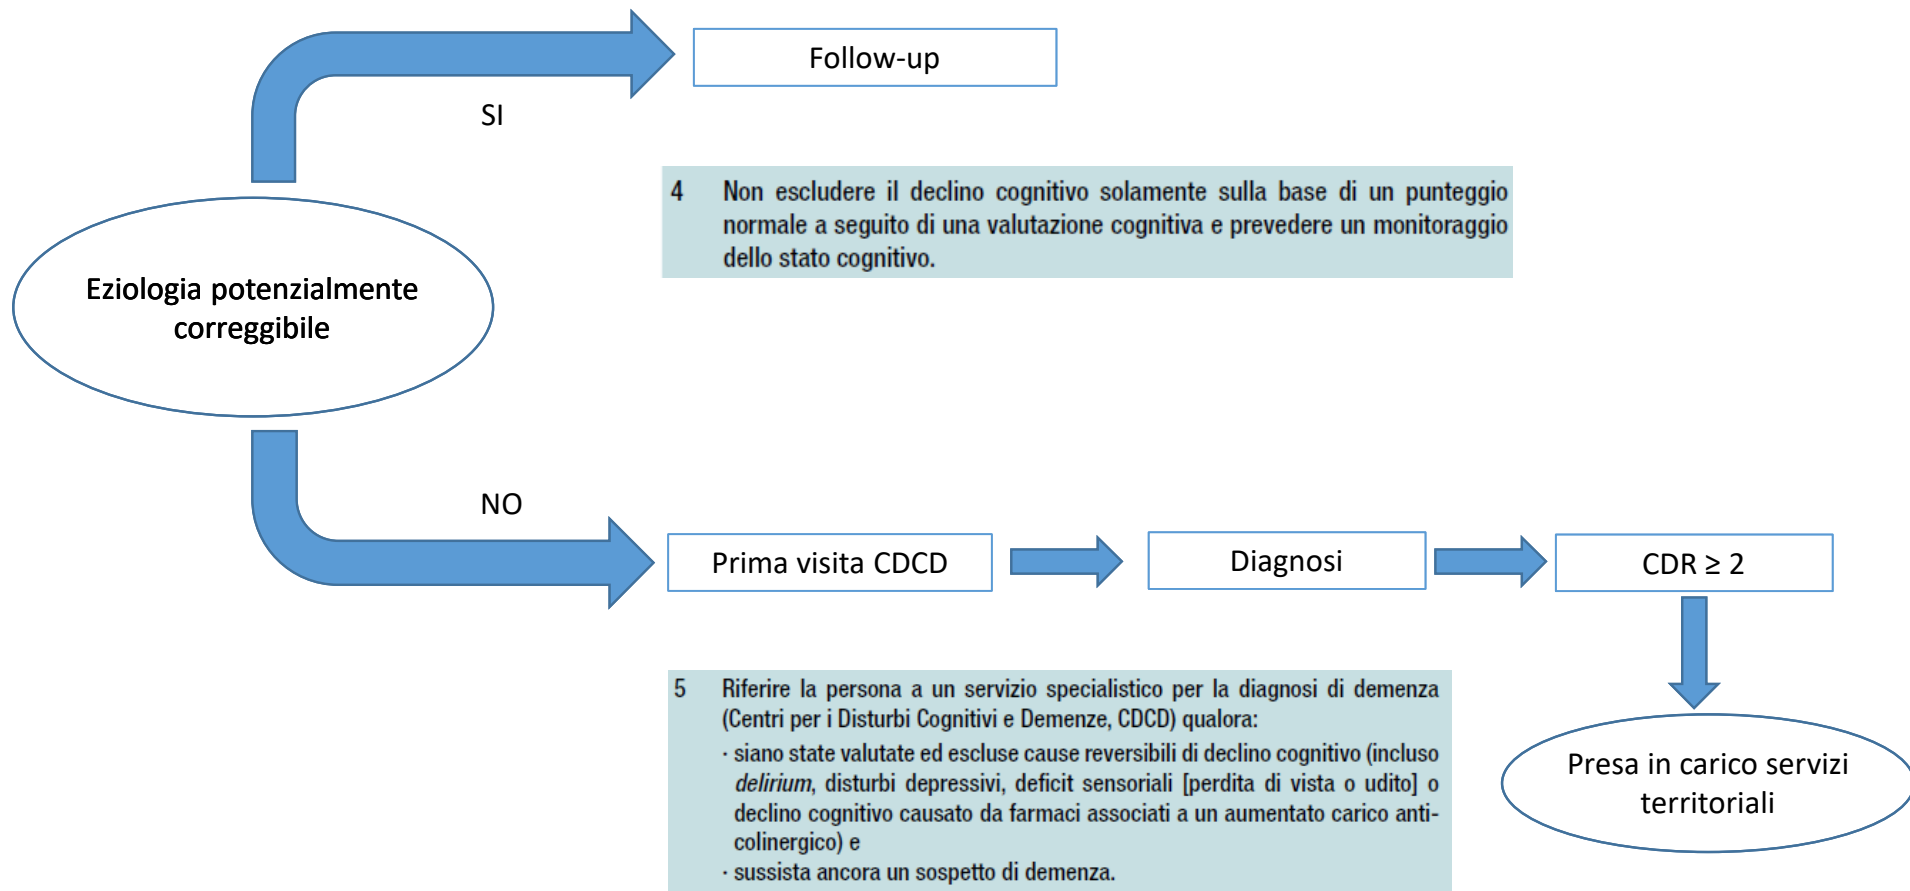 Follow-up
SI
4 Non escludere il declino cognitivo solamente sulla base di un punteggio
normale a seguito di una valutazione cognitiva e prevedere un monitoraggio
dello stato cognitivo.
Eziologia potenzialmente
correggibile
NO
Prima visita CDCD
Diagnosi
CDR ≥ 2
5 Riferire la persona a un servizio specialistico per la diagnosi di demenza
(Centri per i Disturbi Cognitivi e Demenze, CDCD) qualora:
· siano state valutate ed escluse cause reversibili di declino cognitivo (incluso
delirium, disturbi depressivi, deficit sensoriali [perdita di vista o udito] o
declino cognitivo causato da farmaci associati a un aumentato carico anti-
colinergico) e
· sussista ancora un sospetto di demenza.
Presa in carico servizi
territoriali